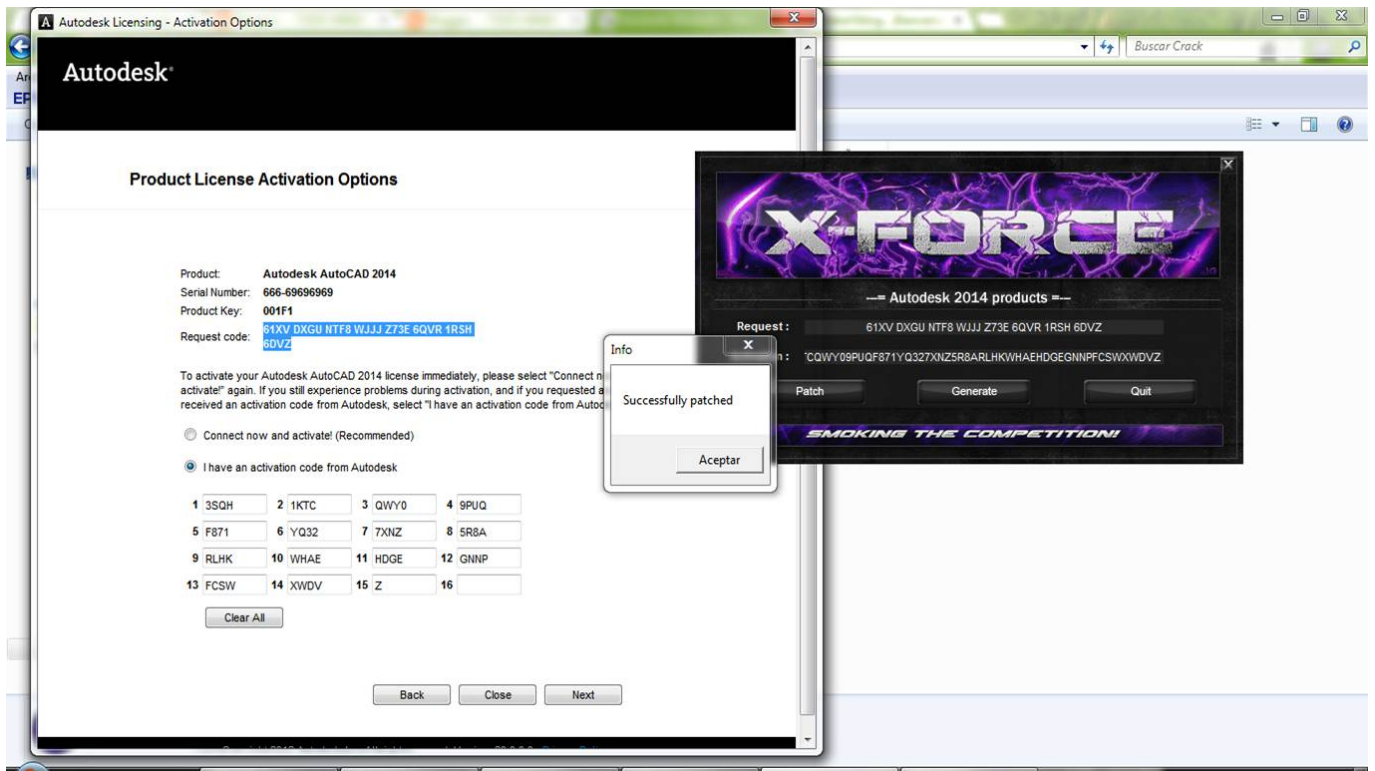 Autodesk Licensing - Activation Options
Buscar Crack
Autodesk
Product License Activation Options
Product: Autodesk AutoCAD 2014
Serial Number: 666-69696969
Product Key: 001F1
Request code: 61XV DXGU NTF8 WJJJ Z73E 6QVR 1RSH
6DVZ
To activate your Autodesk AutoCAD 2014 license immediately, please select "Connect
activate!" again. If you still experience problems during activation, and if you requested
received an activation code from Autodesk, select "I have an activation code from
Connect now and activate! (Recommended)
I have an activation code from Autodesk
1 3SQH 2 1KTC 3 QWY0 4 9PUQ
5 F871 6 YQ32 7 7XNZ 8 5R8A
9 RLHK 10 WHAE 11 HDGE 12 GNNP
13 FCSW 14 XWDV 15 Z 16
Clear All
Back Close Next
X-FORCE
---= Autodesk 2014 products =---
Request: 61XV DXGU NTF8 WJJJ Z73E 6QVR 1RSH 6DVZ
CQWY09PUQF871YQ327XNZ5R8ARLHKWHAEHDGEGNNPFCSWXWDVZ
Patch Generate Quit
SMOKING THE COMPETITION!
Info
Successfully patched
Aceptar